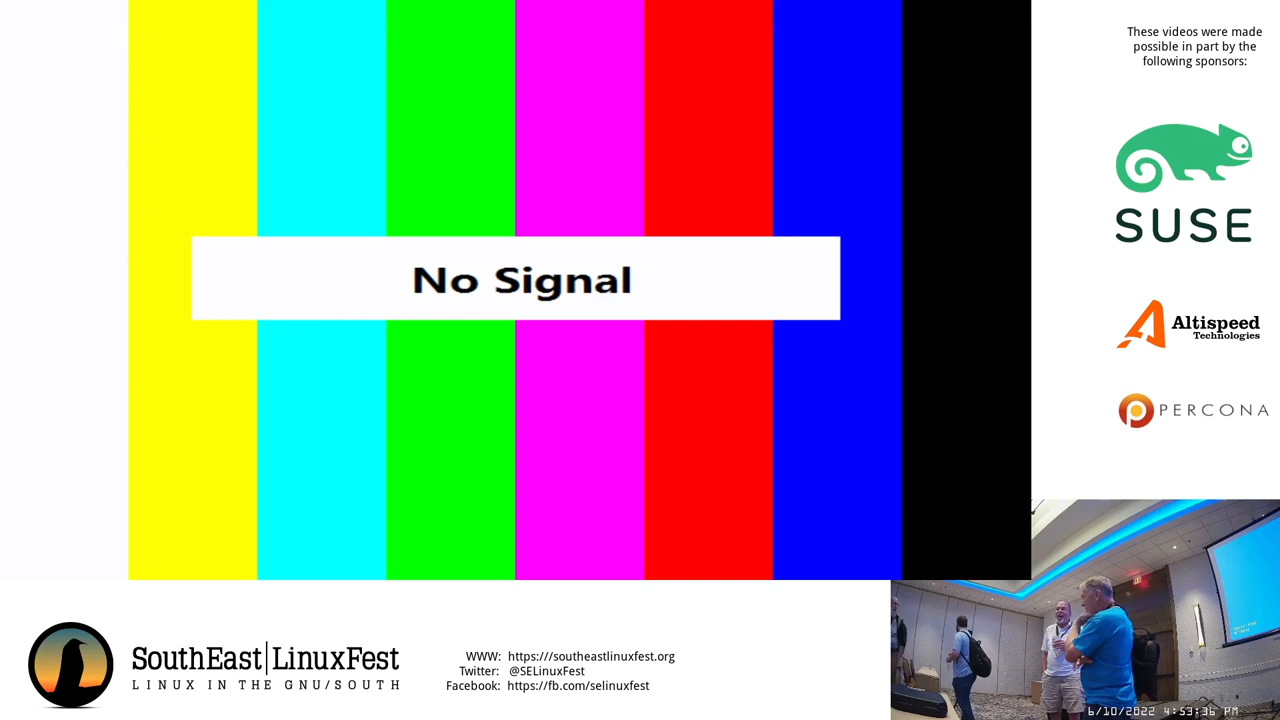 These videos were made
possible in part by the
following sponsors:
SUSE
Altispeed
Technologies
PERCONA
No Signal
SouthEast LinuxFest
LINUX IN THE GNU/SOUTH
WWW: https:///southeastlinuxfest.org
Twitter: @SELinuxFest
Facebook: https://fb.com/selinuxfest
6/10/2022 4:53:36 PM